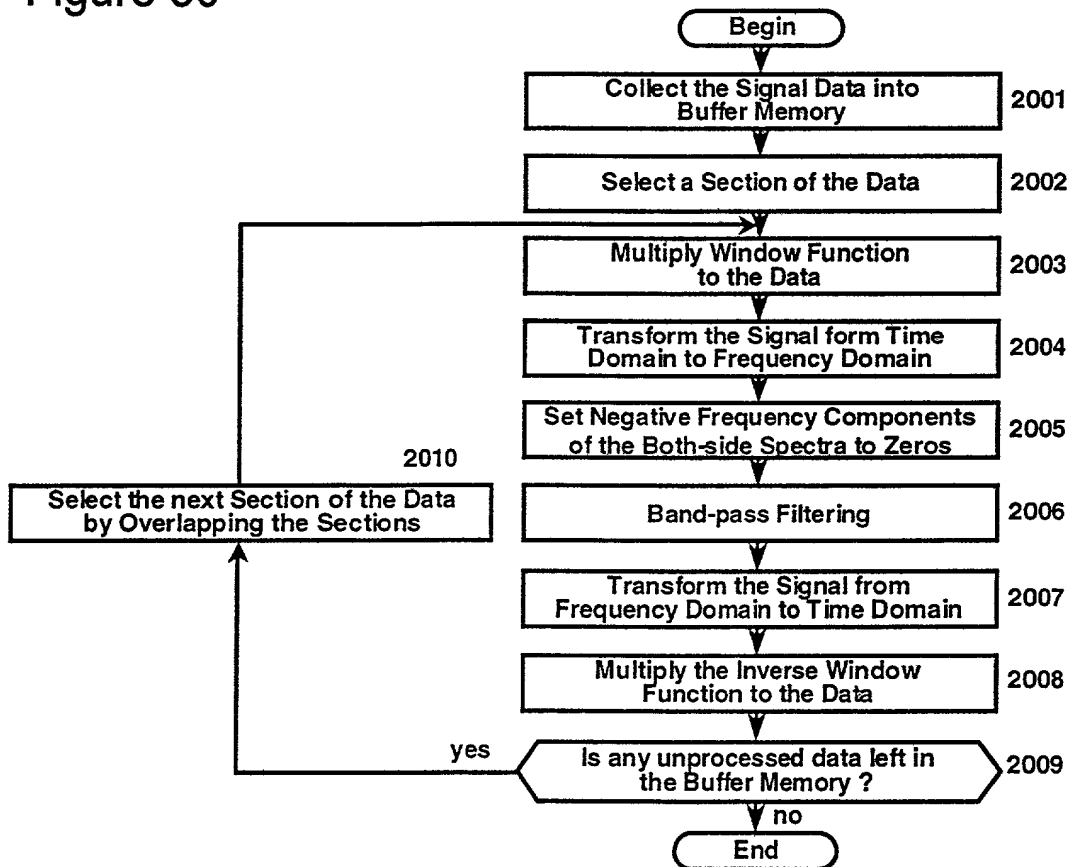 Figure
Begin
Collect the Signal Data into
Buffer Memory
2001
Select a Section of the Data
2002
Multiply Window Function
to the Data
2003
Transform the Signal form Time
Domain to Frequency Domain
2004
Set Negative Frequency Components
of the Both-side Spectra to Zeros
2005
2010
Select the next Section of the Data
by Overlapping the Sections
Band-pass Filtering
2006
Transform the Signal from
Frequency Domain to Time Domain
2007
Multiply the Inverse Window
Function to the Data
2008
yes
Is any unprocessed data left in
the Buffer Memory ?
2009
no
End